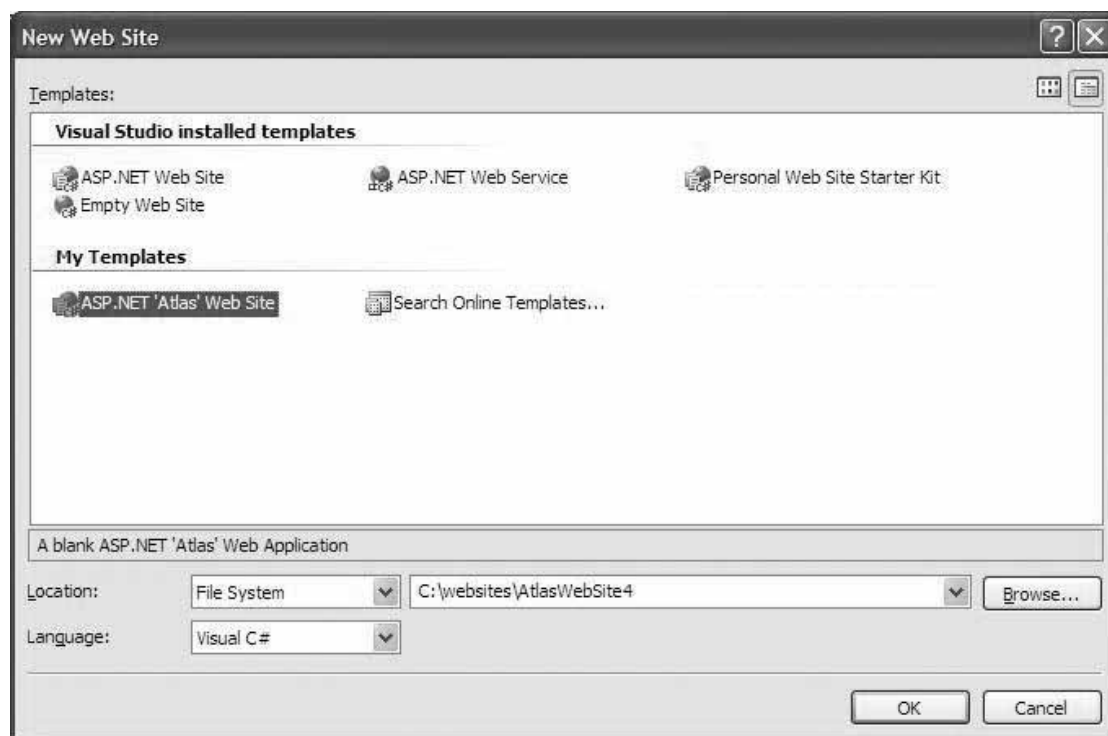 New Web Site
Templates:
Visual Studio installed templates
ASP.NET Web Site ASP.NET Web Service Personal Web Site Starter Kit
Empty Web Site
My Templates
ASP.NET 'Atlas' Web Site Search Online Templates...
A blank ASP.NET 'Atlas' Web Application
Location: File System C:\websites\AtlasWebSite4 Browse...
Language: Visual C#
OK Cancel